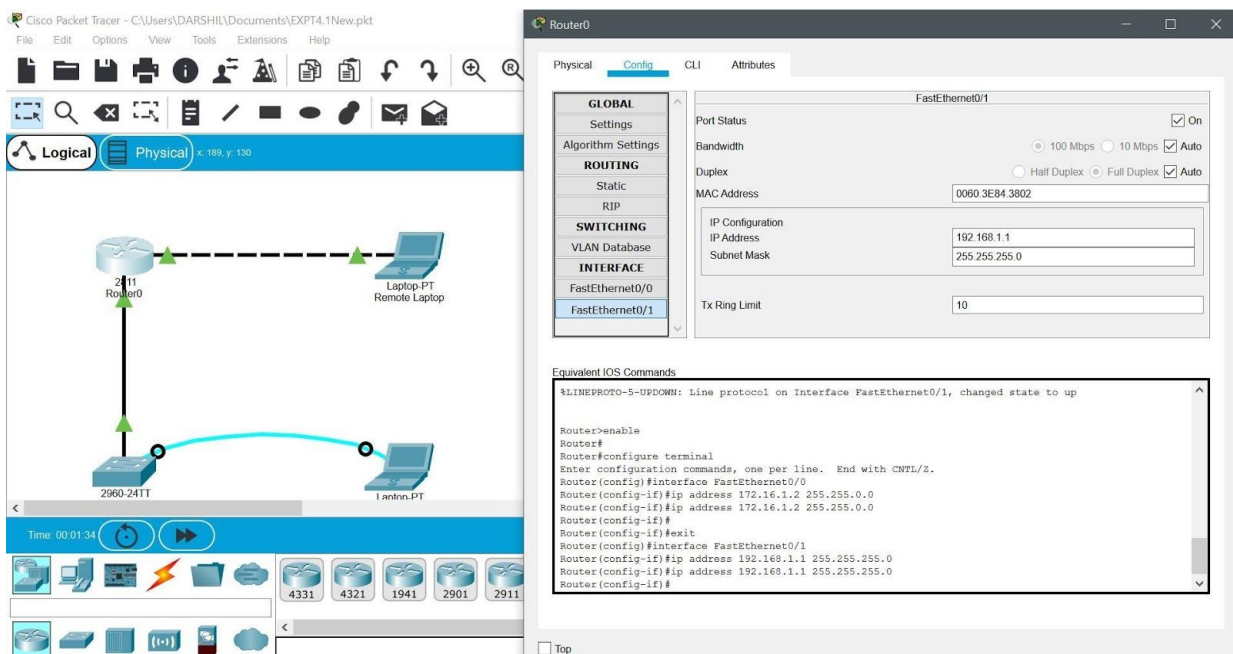 Cisco Packet Tracer - C:\Users\DARSHIL\Documents\EXPT4.1New.pkt
File Edit Options View Tools Extensions Help
Logical
Physical
x: 189, y: 130
2811
Router0
Laptop-PT
Remote Laptop
2960-24TT
Laptop-PT
Time: 00:01:34
4331
4321
1941
2901
2911
Router0
Physical
Config
CLI
Attributes
GLOBAL
Settings
Algorithm Settings
ROUTING
Static
RIP
SWITCHING
VLAN Database
INTERFACE
FastEthernet0/0
FastEthernet0/1
FastEthernet0/1
Port Status On
Bandwidth 100 Mbps 10 Mbps Auto
Duplex Half Duplex Full Duplex Auto
MAC Address 0060.3E84.3802
IP Configuration
IP Address 192.168.1.1
Subnet Mask 255.255.255.0
Tx Ring Limit 10
Equivalent IOS Commands
%LINEPROTO-5-UPDOWN: Line protocol on Interface FastEthernet0/1, changed state to up
Router>enable
Router#
Router#configure terminal
Enter configuration commands, one per line. End with CNTL/Z.
Router(config)#interface FastEthernet0/0
Router(config-if)#ip address 172.16.1.2 255.255.0.0
Router(config-if)#ip address 172.16.1.2 255.255.0.0
Router(config-if)#
Router(config-if)#exit
Router(config)#interface FastEthernet0/1
Router(config-if)#ip address 192.168.1.1 255.255.255.0
Router(config-if)#ip address 192.168.1.1 255.255.255.0
Router(config-if)#
Top